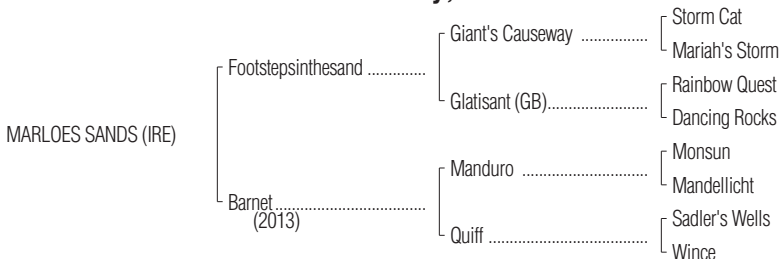 Storm Cat
Giant's Causeway ................
Mariah's Storm
Footstepsinthesand ..............
Rainbow Quest
Glatisant (GB)........................
Dancing Rocks
MARLOES SANDS (IRE)
Monsun
Manduro ..............................
Mandellicht
Barnet.....................................
(2013)
Sadler's Wells
Quiff ......................................
Wince